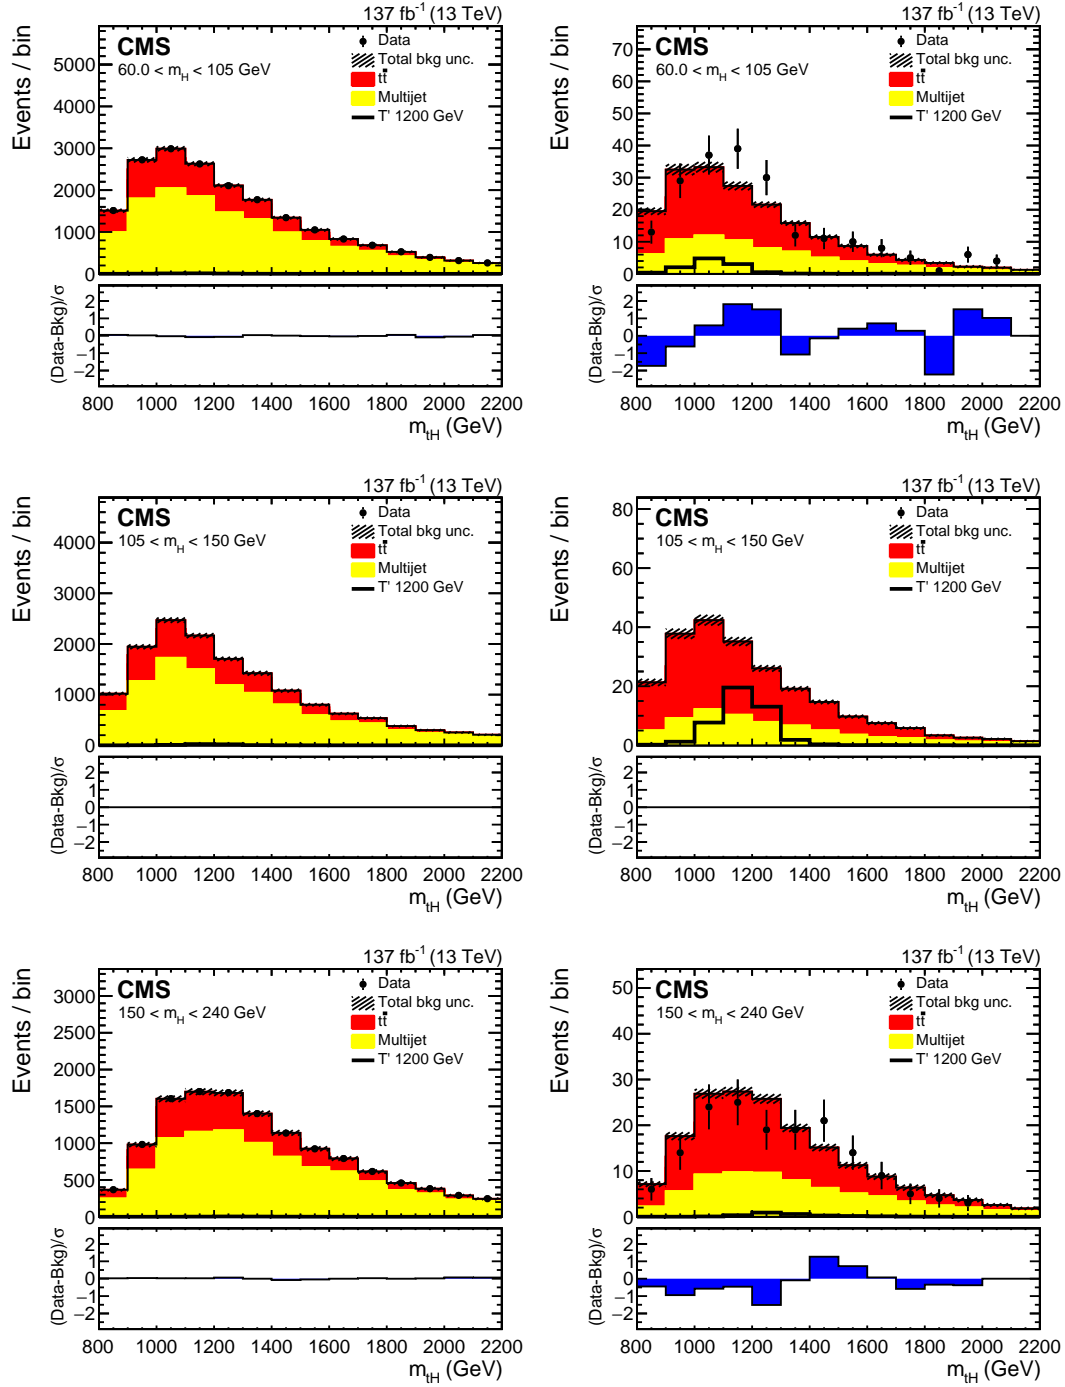 137 fb-1 (13 TeV)
CMS
60.0 < mH < 105 GeV
Data
Total bkg unc.
tt̄
Multijet
T' 1200 GeV
Events / bin
5000
4000
3000
2000
1000
0
(Data-Bkg)/σ
2
1
0
−1
−2
800 1000 1200 1400 1600 1800 2000 2200
mtH (GeV)
137 fb-1 (13 TeV)
CMS
60.0 < mH < 105 GeV
Data
Total bkg unc.
tt̄
Multijet
T' 1200 GeV
Events / bin
70
60
50
40
30
20
10
0
(Data-Bkg)/σ
2
1
0
−1
−2
800 1000 1200 1400 1600 1800 2000 2200
mtH (GeV)
137 fb-1 (13 TeV)
CMS
105 < mH < 150 GeV
Data
Total bkg unc.
tt̄
Multijet
T' 1200 GeV
Events / bin
4000
3000
2000
1000
0
(Data-Bkg)/σ
2
1
0
−1
−2
800 1000 1200 1400 1600 1800 2000 2200
mtH (GeV)
137 fb-1 (13 TeV)
CMS
105 < mH < 150 GeV
Data
Total bkg unc.
tt̄
Multijet
T' 1200 GeV
Events / bin
80
60
40
20
0
(Data-Bkg)/σ
2
1
0
−1
−2
800 1000 1200 1400 1600 1800 2000 2200
mtH (GeV)
137 fb-1 (13 TeV)
CMS
150 < mH < 240 GeV
Data
Total bkg unc.
tt̄
Multijet
T' 1200 GeV
Events / bin
3000
2500
2000
1500
1000
500
0
(Data-Bkg)/σ
2
1
0
−1
−2
800 1000 1200 1400 1600 1800 2000 2200
mtH (GeV)
137 fb-1 (13 TeV)
CMS
150 < mH < 240 GeV
Data
Total bkg unc.
tt̄
Multijet
T' 1200 GeV
Events / bin
50
40
30
20
10
0
(Data-Bkg)/σ
2
1
0
−1
−2
800 1000 1200 1400 1600 1800 2000 2200
mtH (GeV)